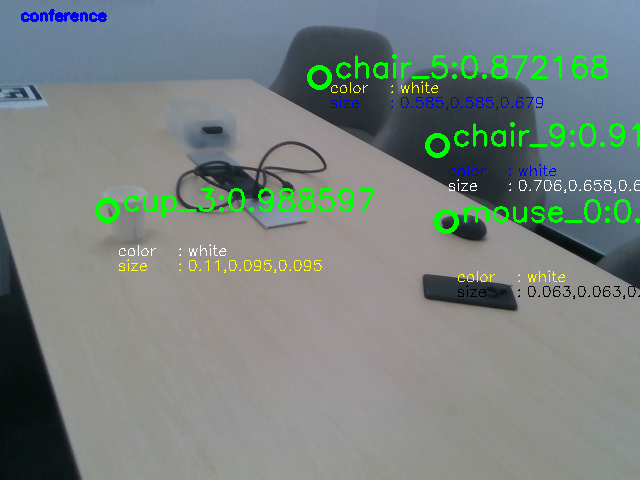 conference
chair_5:0.872168
color : white
size : 0.585,0.585,0.679
chair_9:0.91
color : white
size : 0.706,0.658,0.6
cup_3:0.988597
mouse_0:0.
color : white
size : 0.11,0.095,0.095
color : white
size : 0.063,0.063,0